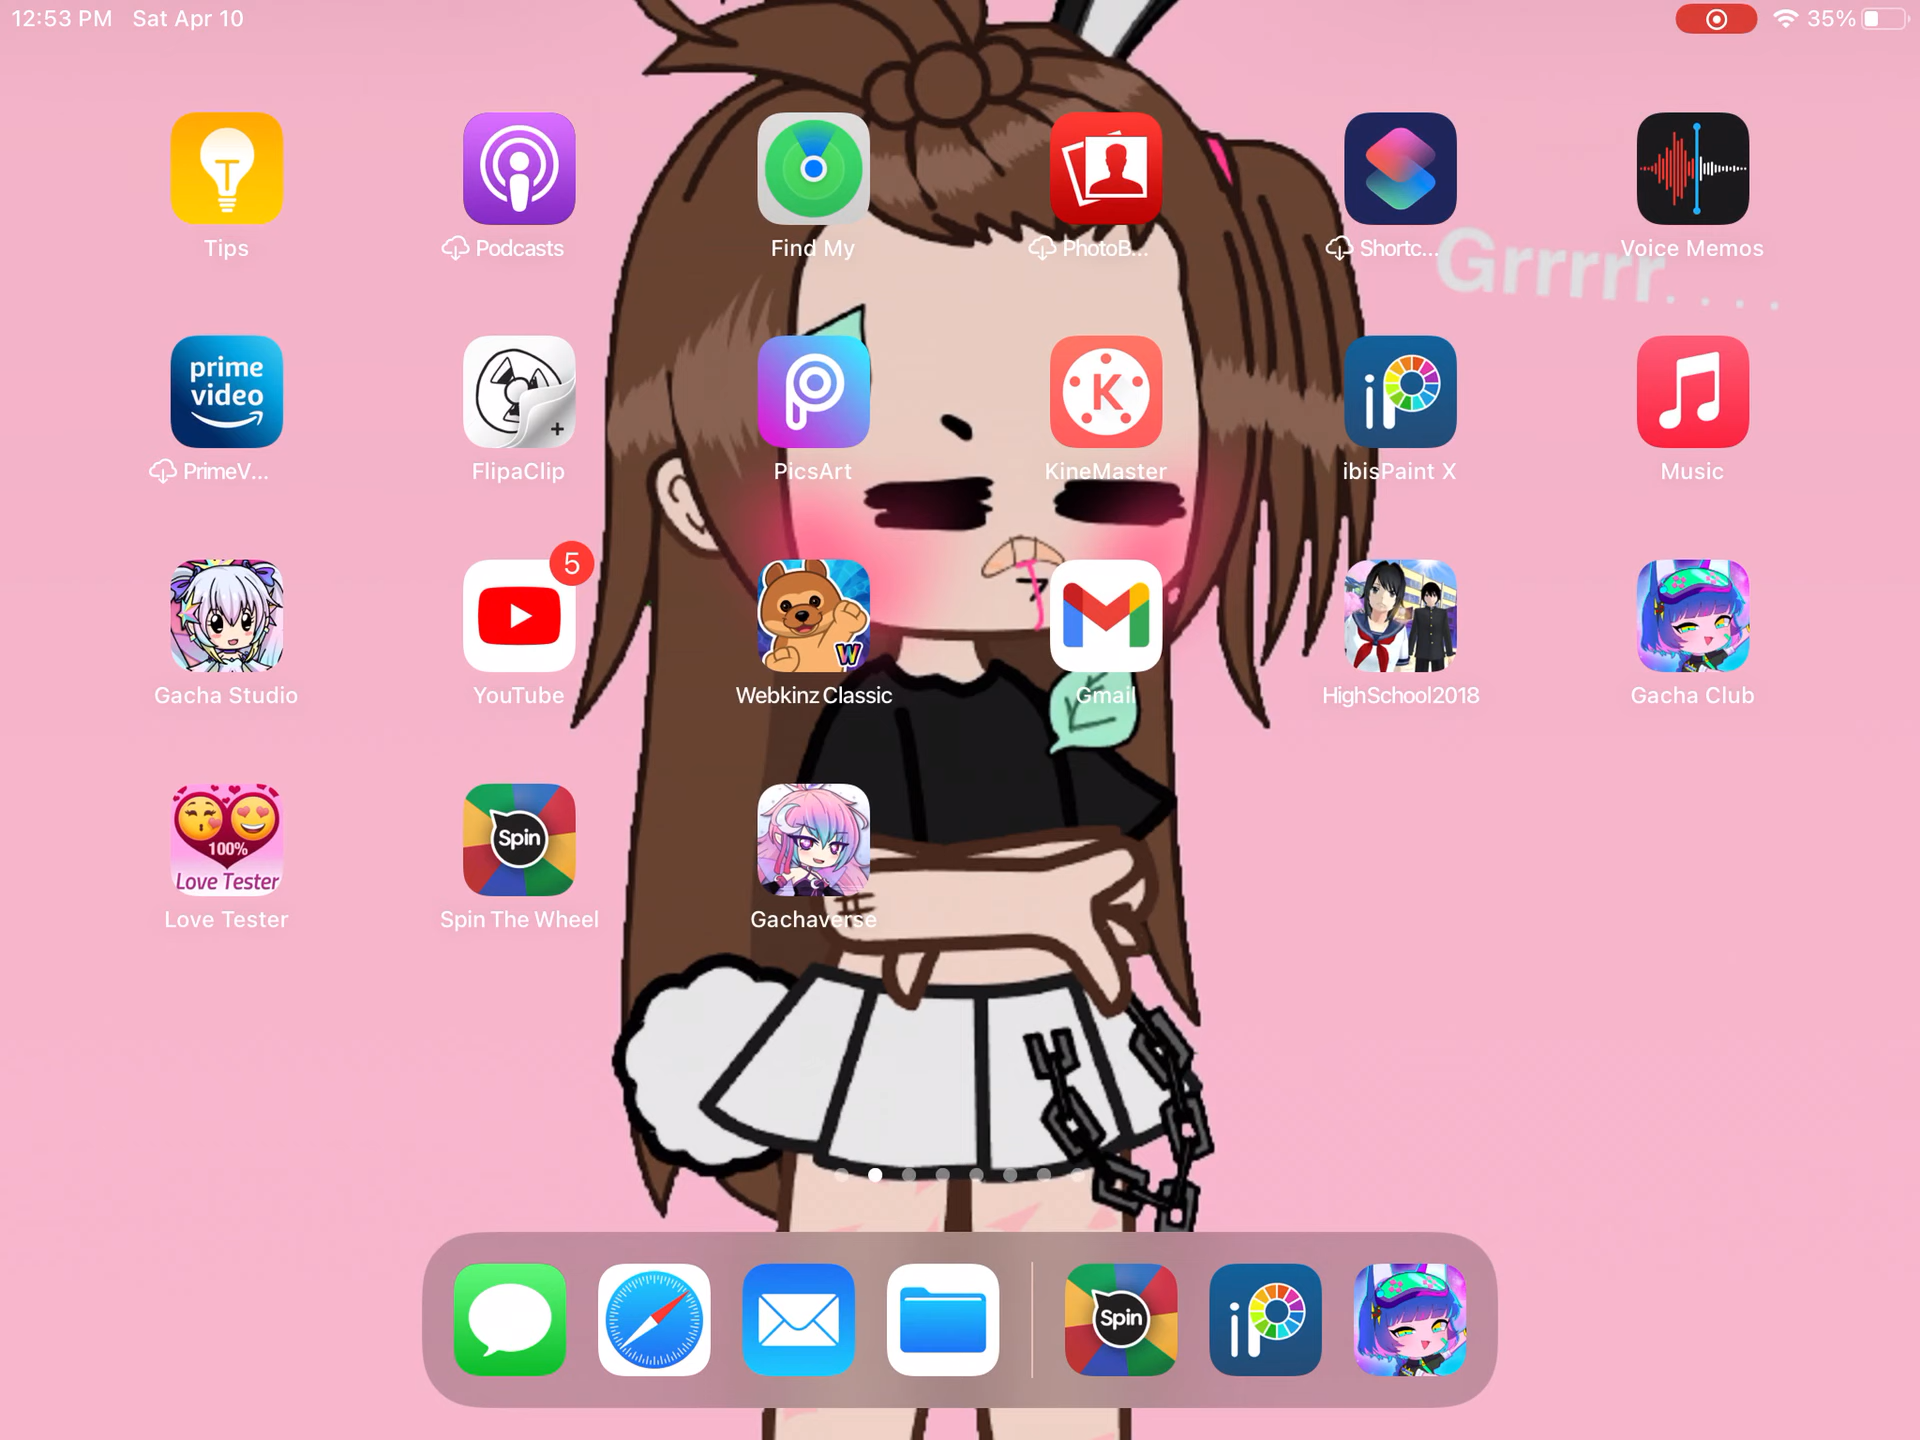 12:53 PM Sat Apr 10 35%
Tips Podcasts Find My PhotoB... Shortc... Voice Memos
Grrrrr. . . . .
prime
video
PrimeV... FlipaClip PicsArt KineMaster ibisPaint X Music
5
W
Gacha Studio YouTube Webkinz Classic Gmail HighSchool2018 Gacha Club
100%
Love Tester
Spin
Love Tester Spin The Wheel Gachaverse
Spin iP